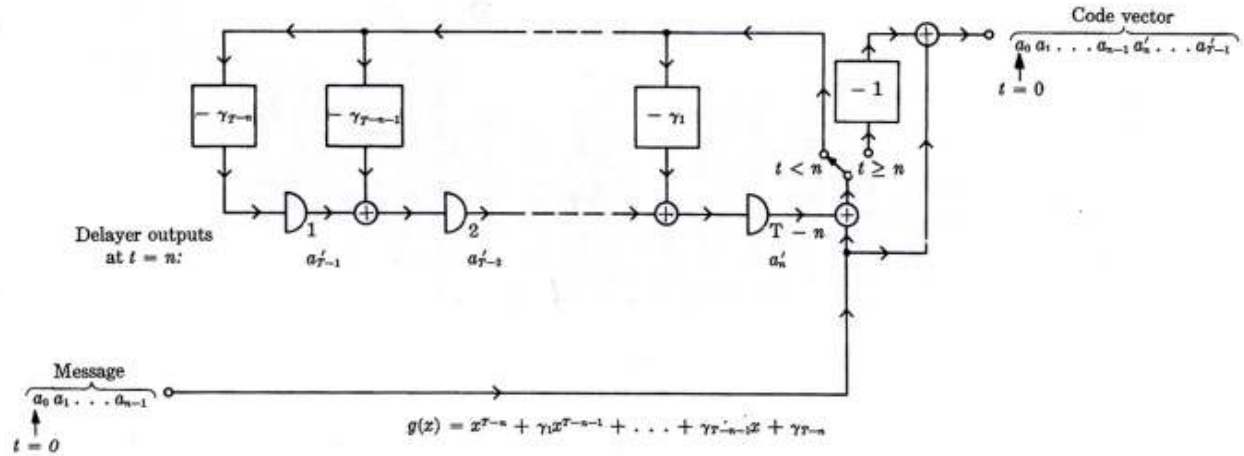 Code vector
a₀ a₁ . . . aₙ₋₁ a′ₙ . . . a′_{T−1}
t = 0
− γ_{T−n}
− γ_{T−n−1}
− γ₁
− 1
t < n
t ≥ n
1
2
T − n
Delayer outputs
at t = n:
a′_{T−1}
a′_{T−2}
a′ₙ
Message
a₀ a₁ . . . aₙ₋₁
t = 0
g(x) = x^{T−n} + γ₁x^{T−n−1} + . . . + γ_{T−n−1}x + γ_{T−n}